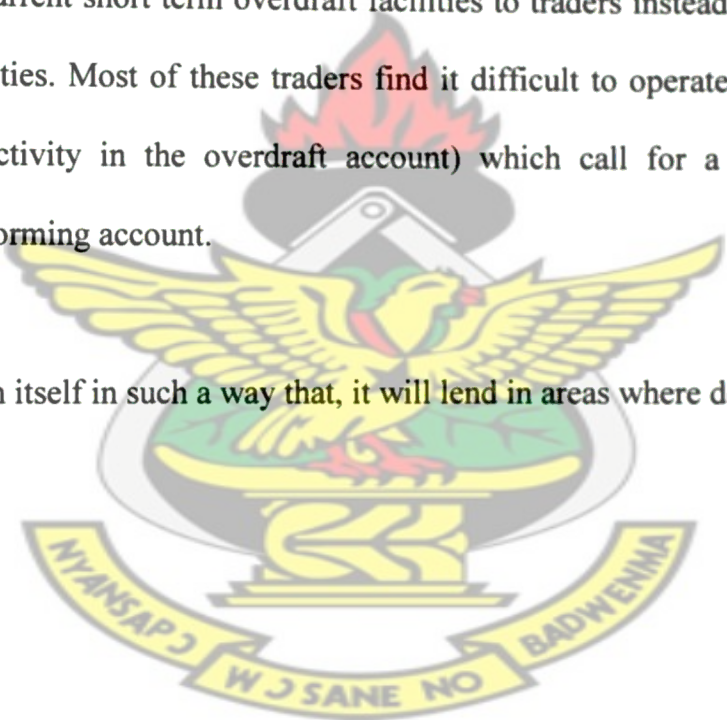 urrent short term overdraft facilities to traders instead
ties. Most of these traders find it difficult to operate
ctivity in the overdraft account) which call for a
orming account.
n itself in such a way that, it will lend in areas where d
NYANSAPƆ WƆSANE NO BADWENMA